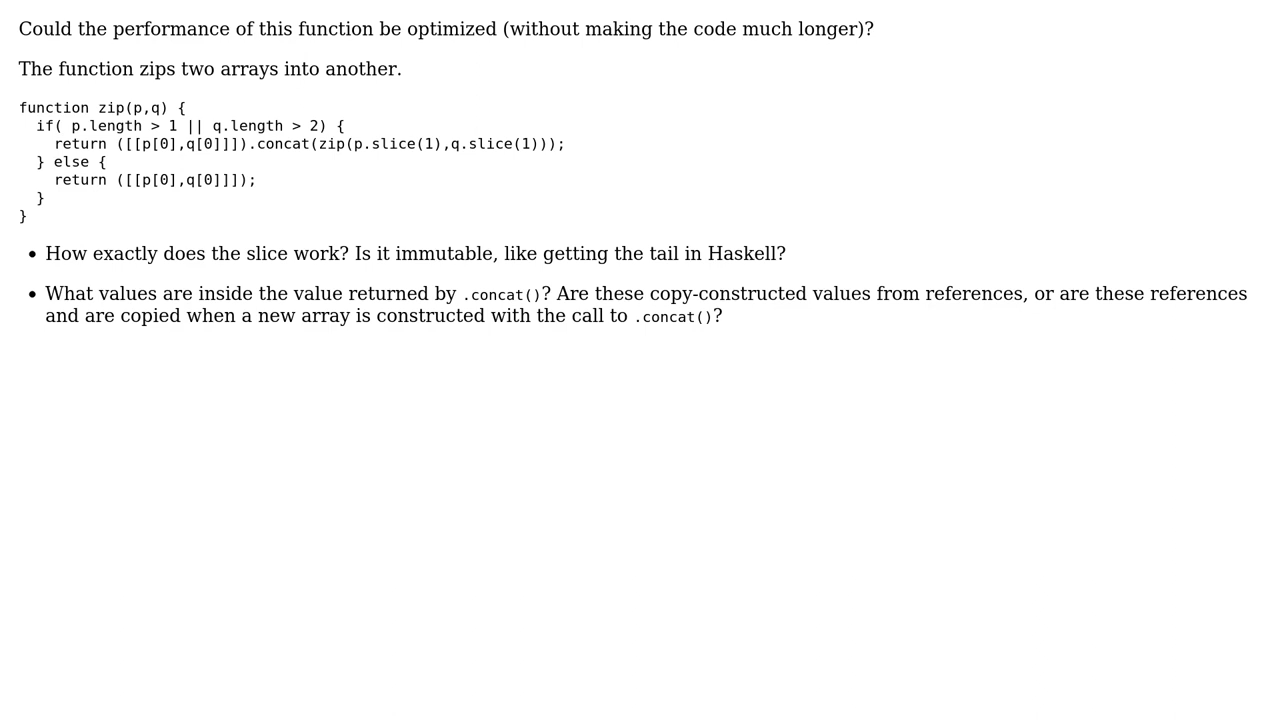 Could the performance of this function be optimized (without making the code much longer)?
The function zips two arrays into another.
function zip(p,q) {
  if( p.length > 1 || q.length > 2) {
    return ([[p[0],q[0]]]).concat(zip(p.slice(1),q.slice(1)));
  } else {
    return ([[p[0],q[0]]]);
  }
}
• How exactly does the slice work? Is it immutable, like getting the tail in Haskell?
• What values are inside the value returned by .concat()? Are these copy-constructed values from references, or are these references
and are copied when a new array is constructed with the call to .concat()?